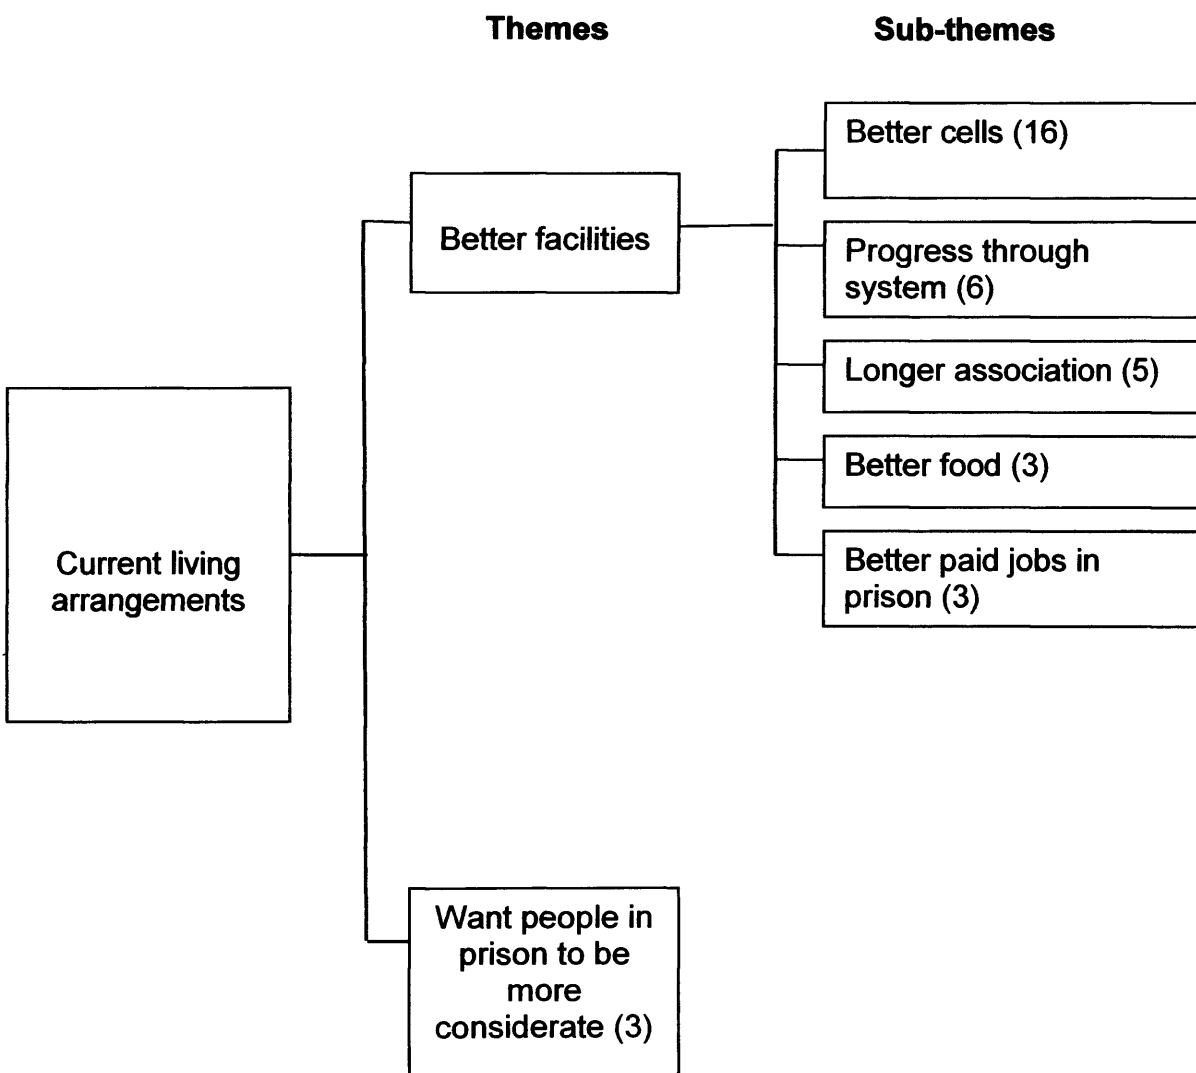 Themes
Sub-themes
Better cells (16)
Better facilities
Progress through
system (6)
Longer association (5)
Better food (3)
Better paid jobs in
prison (3)
Current living
arrangements
Want people in
prison to be
more
considerate (3)